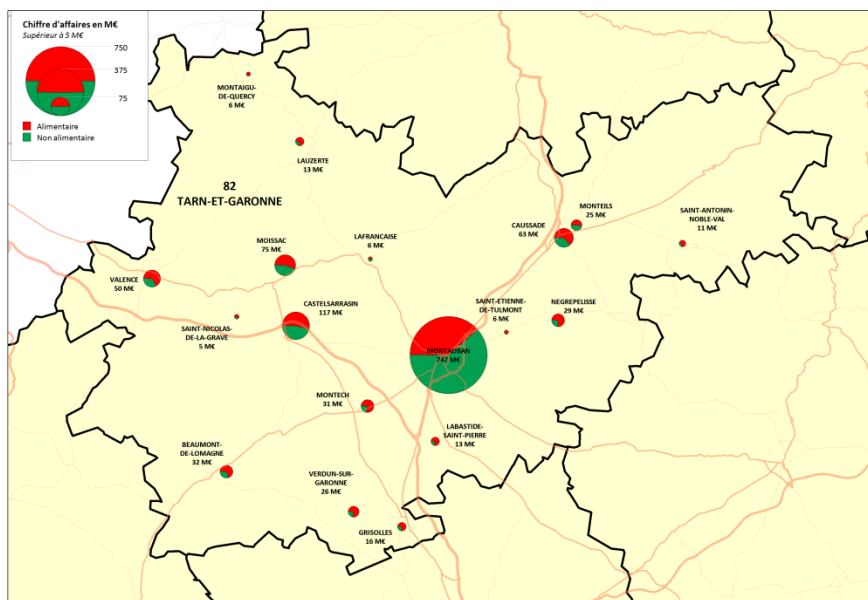 Chiffre d'affaires en M€
Supérieur à 5 M€
750
375
75
Alimentaire
Non alimentaire
MONTAIGU-
DE-QUERCY
6 M€
LAUZERTE
13 M€
82
TARN-ET-GARONNE
MONTEILS
25 M€
CAUSSADE
63 M€
SAINT-ANTONIN-
NOBLE-VAL
11 M€
LAFRANCAISE
6 M€
MOISSAC
75 M€
VALENCE
50 M€
SAINT-NICOLAS-
DE-LA-GRAVE
5 M€
CASTELSARRASIN
117 M€
SAINT-ETIENNE-
DE-TULMONT
6 M€
NEGREPELISSE
29 M€
MONTAUBAN
747 M€
MONTECH
31 M€
LABASTIDE-
SAINT-PIERRE
13 M€
BEAUMONT-
DE-LOMAGNE
32 M€
VERDUN-SUR-
GARONNE
26 M€
GRISOLLES
16 M€